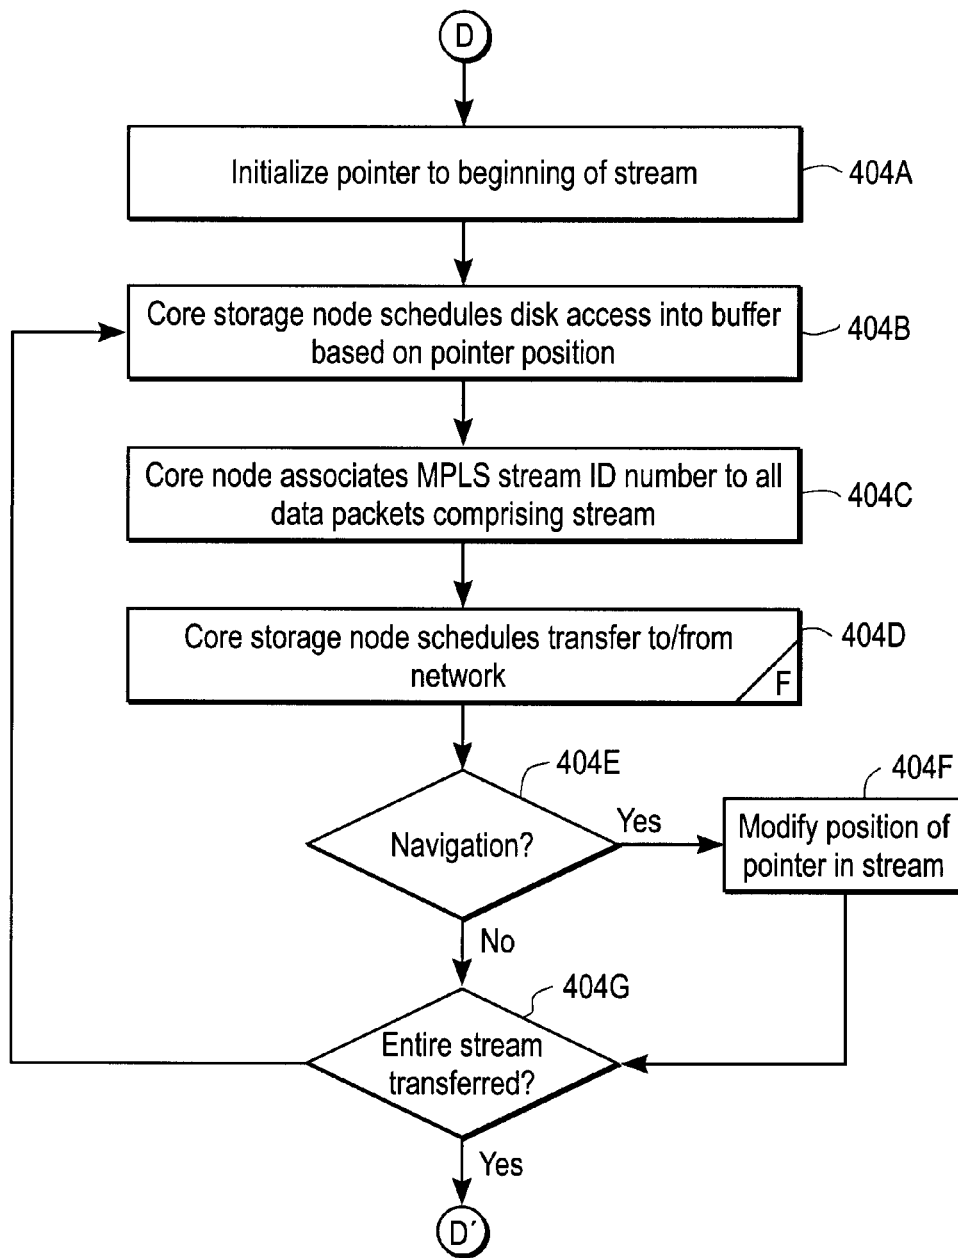 D
Initialize pointer to beginning of stream
404A
Core storage node schedules disk access into buffer
based on pointer position
404B
Core node associates MPLS stream ID number to all
data packets comprising stream
404C
Core storage node schedules transfer to/from
network
F
404D
404E
Navigation?
Yes
404F
Modify position of
pointer in stream
No
404G
Entire stream
transferred?
Yes
D´